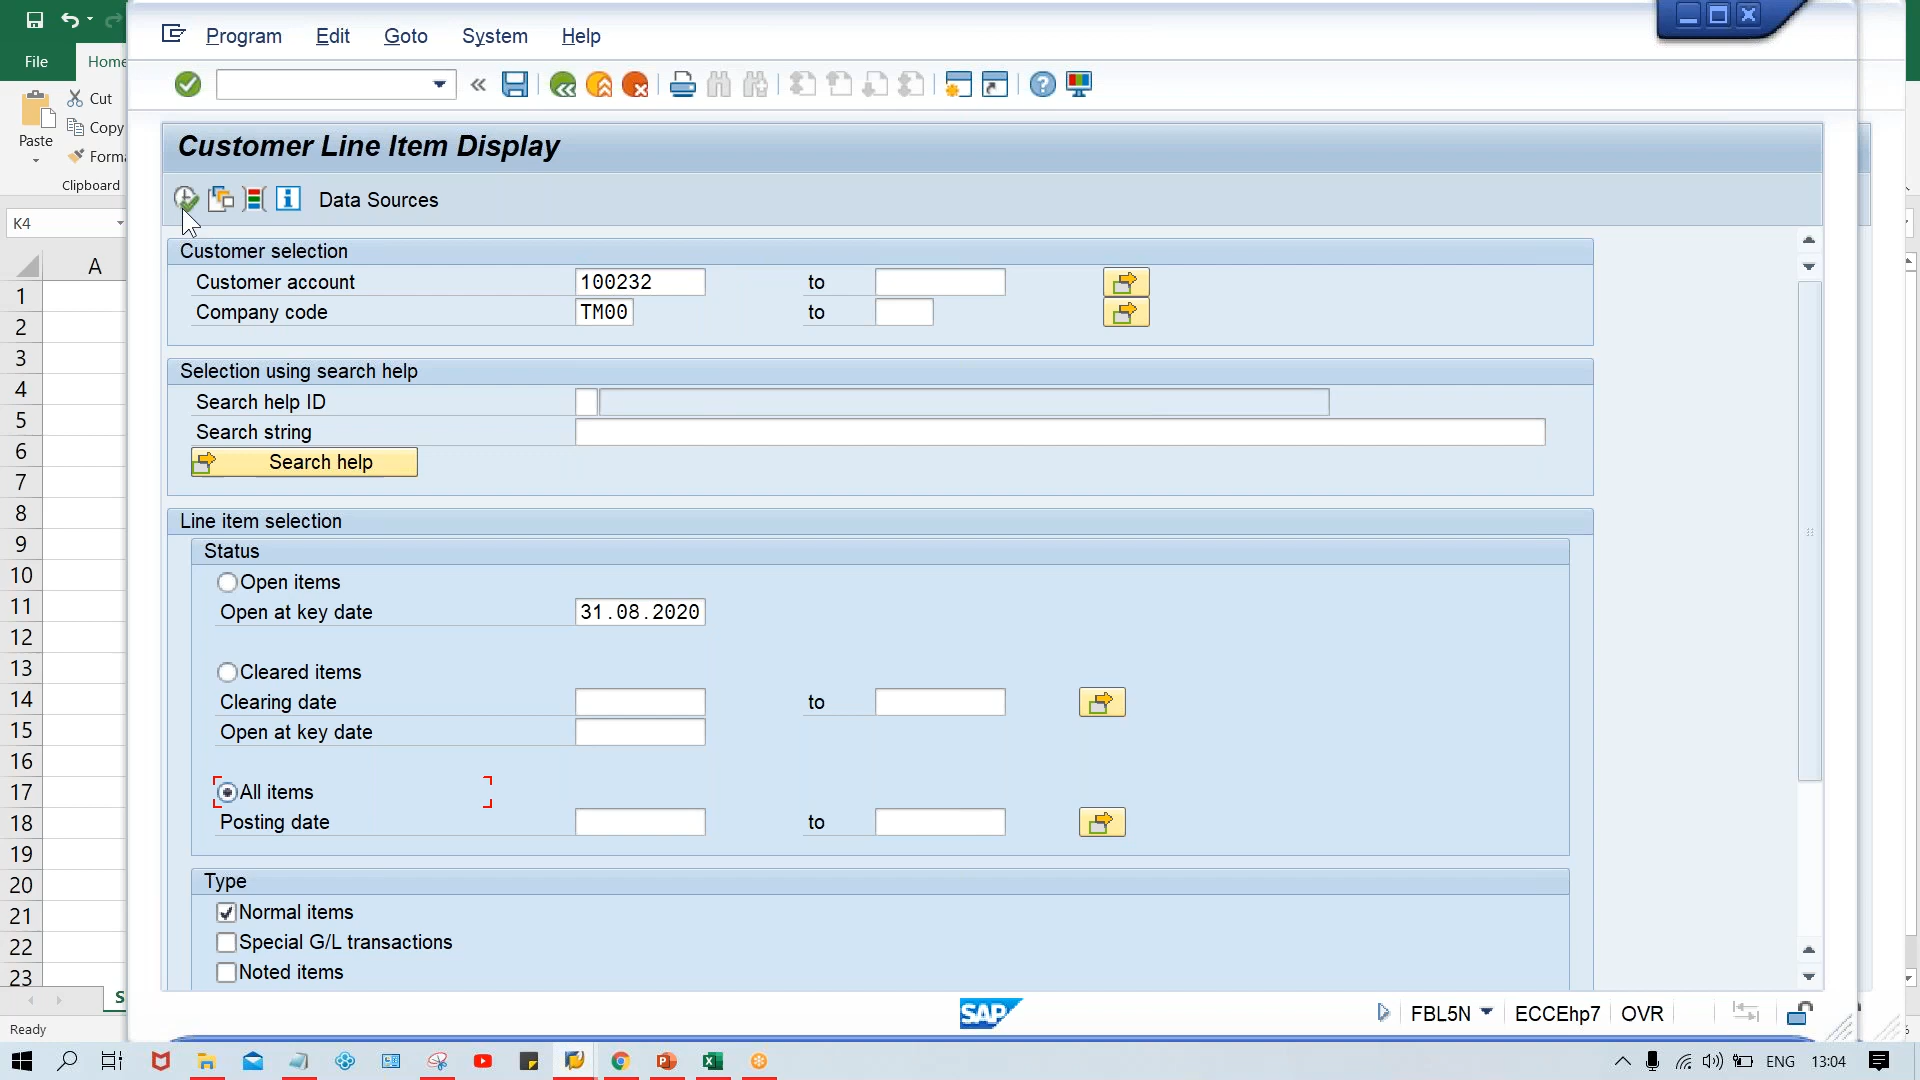 Program Edit Goto System Help
File Home
Cut
Copy
Paste
Forma
Clipboard
Customer Line Item Display
Data Sources
K4
A
Customer selection
Customer account 100232 to
Company code TM00 to
Selection using search help
Search help ID
Search string
Search help
Line item selection
Status
Open items
Open at key date 31.08.2020
Cleared items
Clearing date to
Open at key date
All items
Posting date to
Type
Normal items
Special G/L transactions
Noted items
1
2
3
4
5
6
7
8
9
10
11
12
13
14
15
16
17
18
19
20
21
22
23
S
SAP FBL5N ECCEhp7 OVR
Ready
ENG 13:04